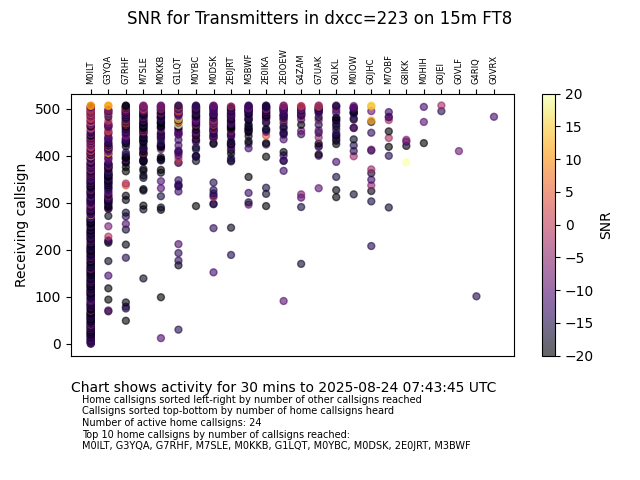 SNR for Transmitters in dxcc=223 on 15m FT8
M0ILT G3YQA G7RHF M7SLE M0KKB G1LQT M0YBC M0DSK 2E0JRT M3BWF 2E0IKA 2E0OEW G4ZAM G7UAK G0LKL M0IOW G0JHC M7OBF G8IKK M0HIH G0JEI G0VLF G4RIQ G0VRX
500
400
300
200
100
0
Receiving callsign
20
15
10
5
0
−5
−10
−15
−20
SNR
Chart shows activity for 30 mins to 2025-08-24 07:43:45 UTC
Home callsigns sorted left-right by number of other callsigns reached
Callsigns sorted top-bottom by number of home callsigns heard
Number of active home callsigns: 24
Top 10 home callsigns by number of callsigns reached:
M0ILT, G3YQA, G7RHF, M7SLE, M0KKB, G1LQT, M0YBC, M0DSK, 2E0JRT, M3BWF